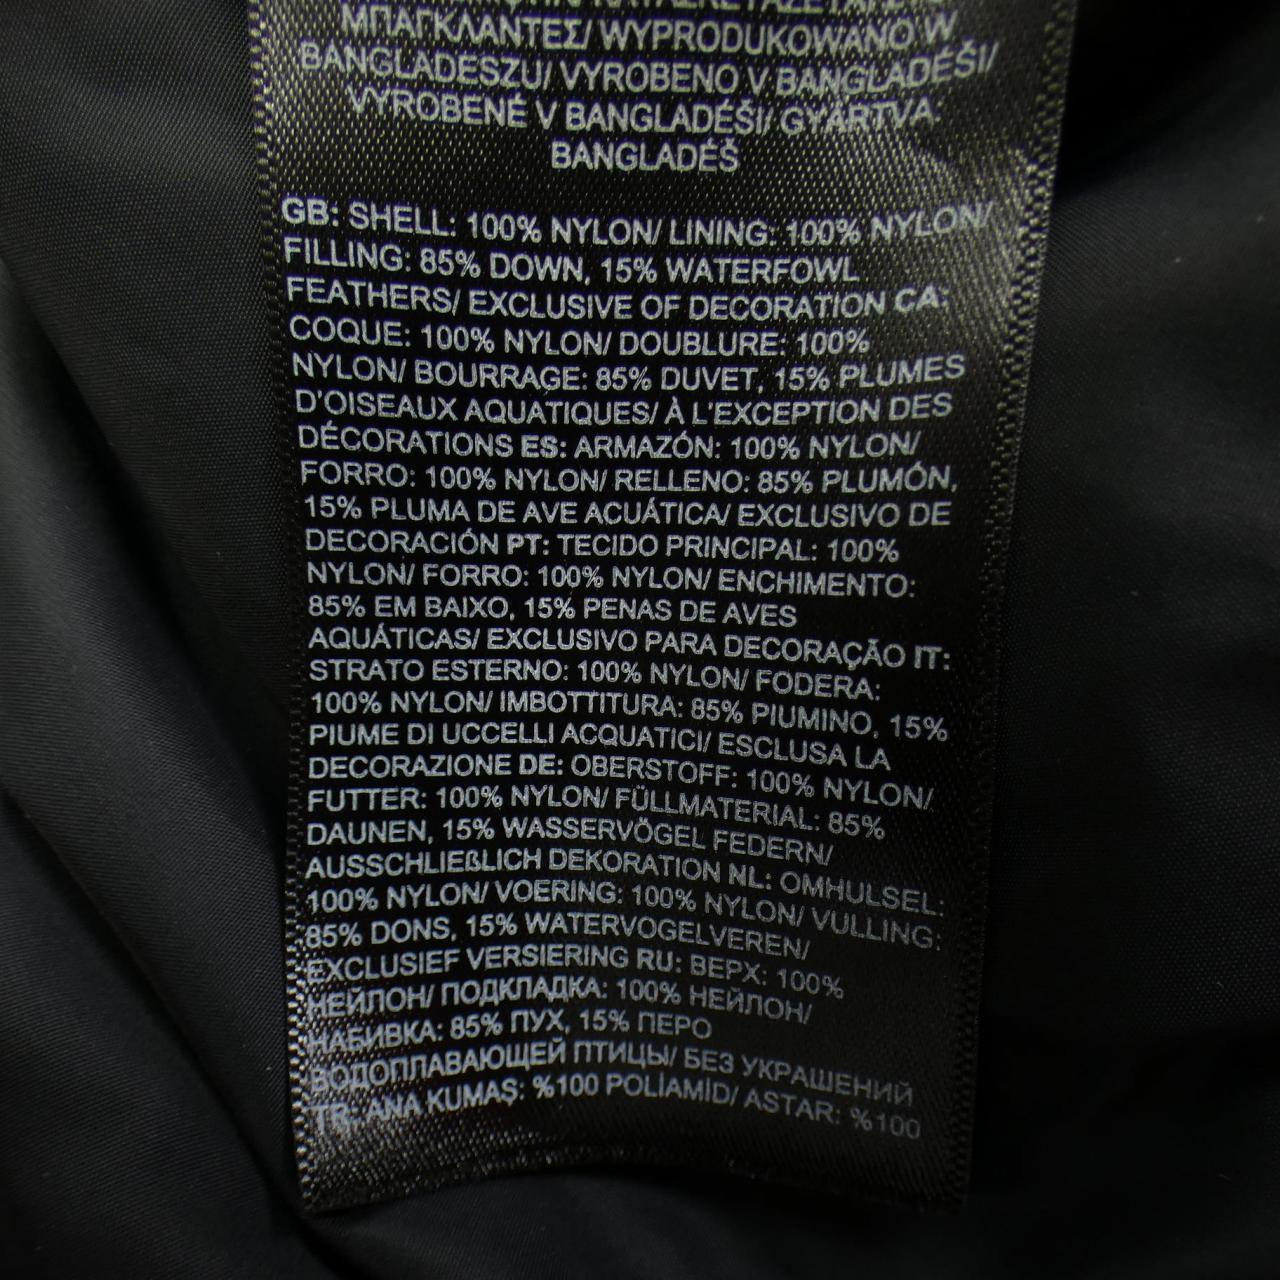 ΜΠΑΓΚΛΑΝΤΕΣ/ WYPRODUKOWANO W
BANGLADESZU/ VYROBENO V BANGLADÉŠI/
VYROBENÉ V BANGLADÉŠI/ GYÁRTVA:
BANGLADÉŠ
GB: SHELL: 100% NYLON/ LINING: 100% NYLON/
FILLING: 85% DOWN, 15% WATERFOWL
FEATHERS/ EXCLUSIVE OF DECORATION CA:
COQUE: 100% NYLON/ DOUBLURE: 100%
NYLON/ BOURRAGE: 85% DUVET, 15% PLUMES
D'OISEAUX AQUATIQUES/ À L'EXCEPTION DES
DÉCORATIONS ES: ARMAZÓN: 100% NYLON/
FORRO: 100% NYLON/ RELLENO: 85% PLUMÓN,
15% PLUMA DE AVE ACUÁTICA/ EXCLUSIVO DE
DECORACIÓN PT: TECIDO PRINCIPAL: 100%
NYLON/ FORRO: 100% NYLON/ ENCHIMENTO:
85% EM BAIXO, 15% PENAS DE AVES
AQUÁTICAS/ EXCLUSIVO PARA DECORAÇÃO IT:
STRATO ESTERNO: 100% NYLON/ FODERA:
100% NYLON/ IMBOTTITURA: 85% PIUMINO, 15%
PIUME DI UCCELLI ACQUATICI/ ESCLUSA LA
DECORAZIONE DE: OBERSTOFF: 100% NYLON/
FUTTER: 100% NYLON/ FÜLLMATERIAL: 85%
DAUNEN, 15% WASSERVÖGEL FEDERN/
AUSSCHLIEßLICH DEKORATION NL: OMHULSEL:
100% NYLON/ VOERING: 100% NYLON/ VULLING:
85% DONS, 15% WATERVOGELVEREN/
EXCLUSIEF VERSIERING RU: ВЕРХ: 100%
НЕЙЛОН/ ПОДКЛАДКА: 100% НЕЙЛОН/
НАБИВКА: 85% ПУХ, 15% ПЕРО
ВОДОПЛАВАЮЩЕЙ ПТИЦЫ/ БЕЗ УКРАШЕНИЙ
TR: ANA KUMAŞ: %100 POLİAMİD/ ASTAR: %100